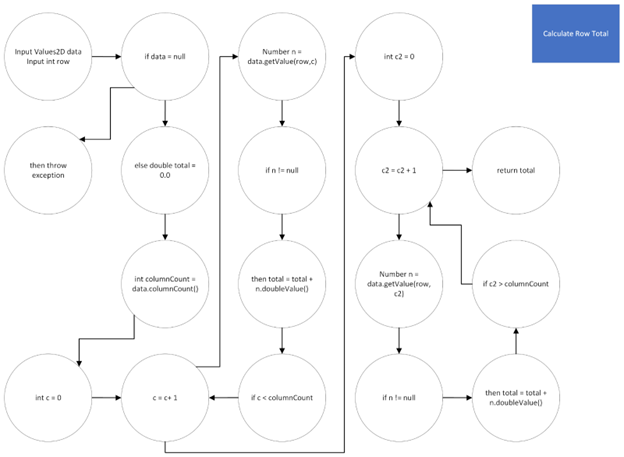 Calculate Row Total
Input Values2D data
Input int row
if data = null
then throw
exception
else double total =
0.0
int columnCount =
data.columnCount()
int c = 0
c = c+ 1
Number n =
data.getValue(row,c)
if n != null
then total = total +
n.doubleValue()
if c < columnCount
int c2 = 0
c2 = c2 + 1
return total
Number n =
data.getValue(row,
c2)
if n != null
then total = total +
n.doubleValue()
if c2 > columnCount